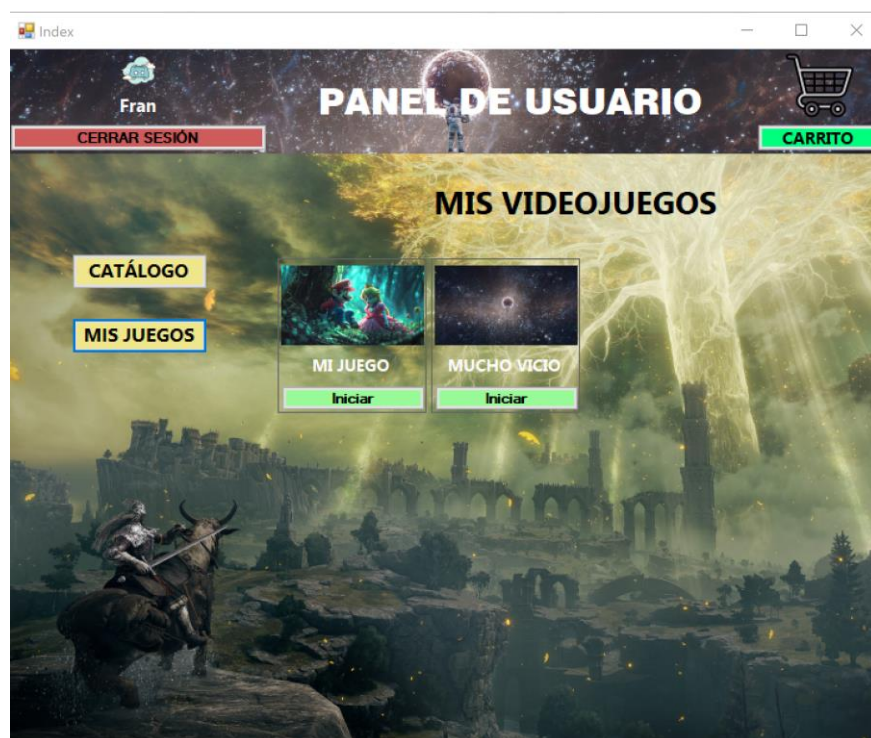 Index
Fran
PANEL DE USUARIO
CERRAR SESIÓN
CARRITO
MIS VIDEOJUEGOS
CATÁLOGO
MIS JUEGOS
MI JUEGO
MUCHO VICIO
Iniciar
Iniciar